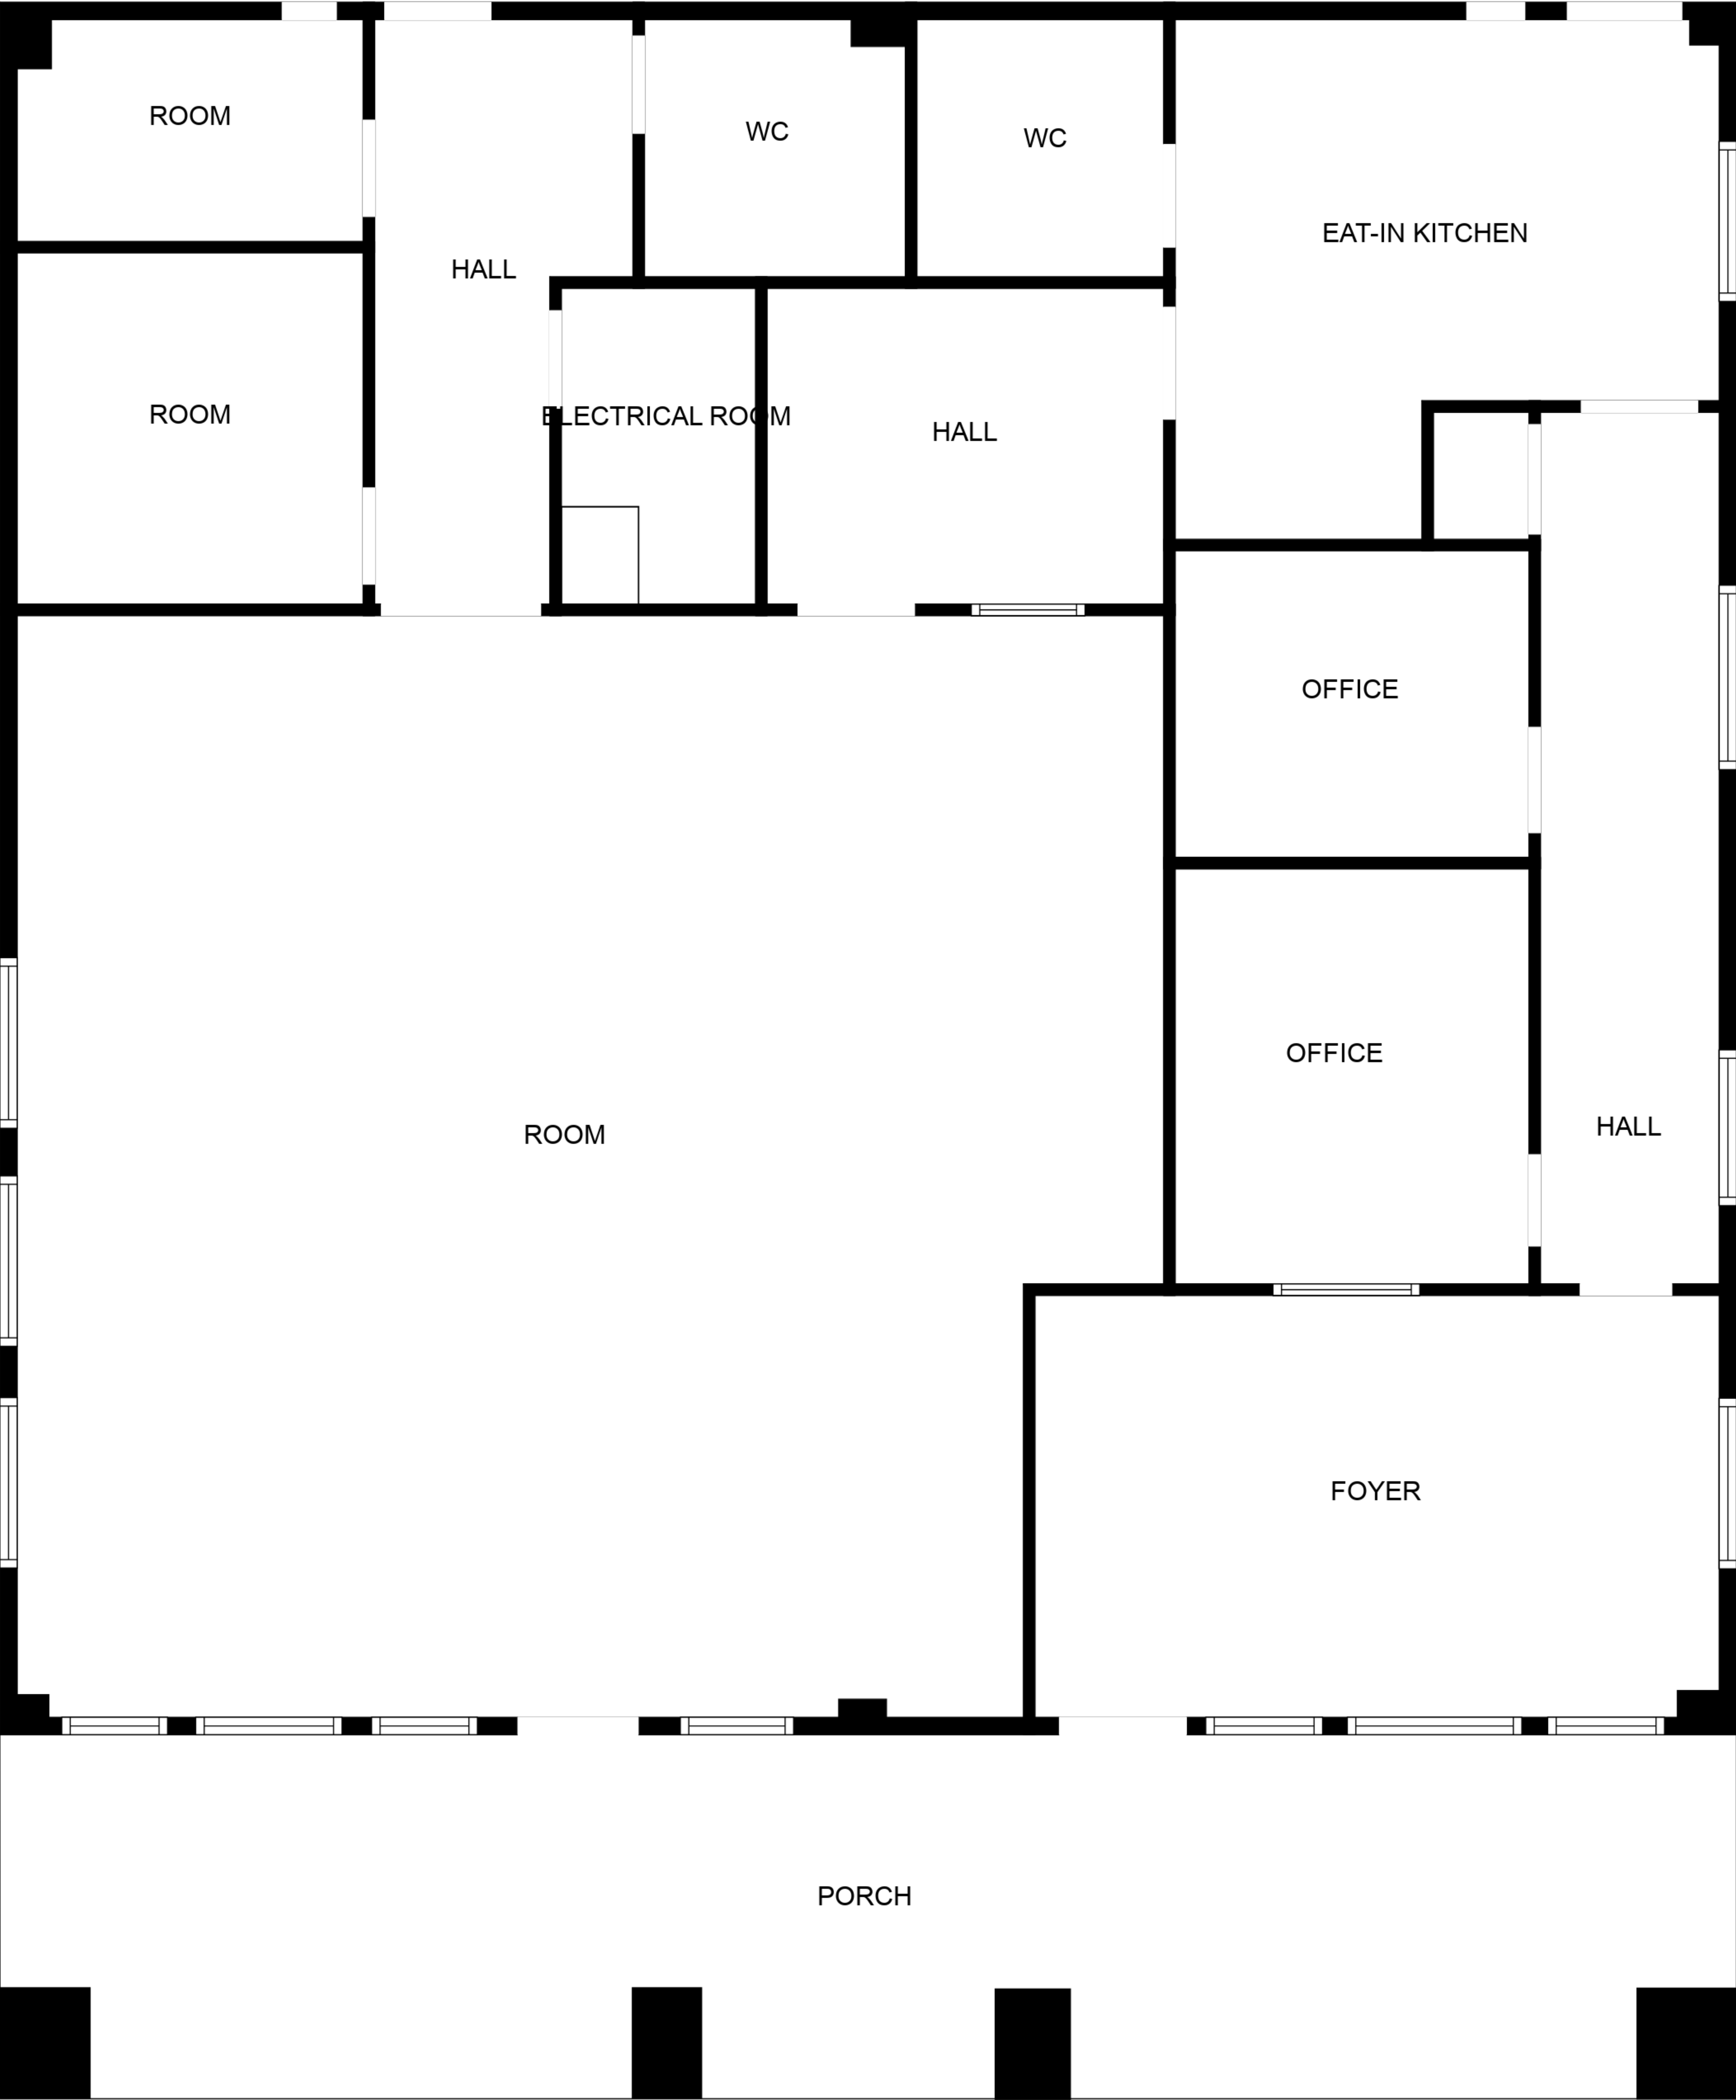 ROOM
WC
WC
EAT-IN KITCHEN
HALL
ROOM
ELECTRICAL ROOM
HALL
OFFICE
OFFICE
HALL
ROOM
FOYER
PORCH